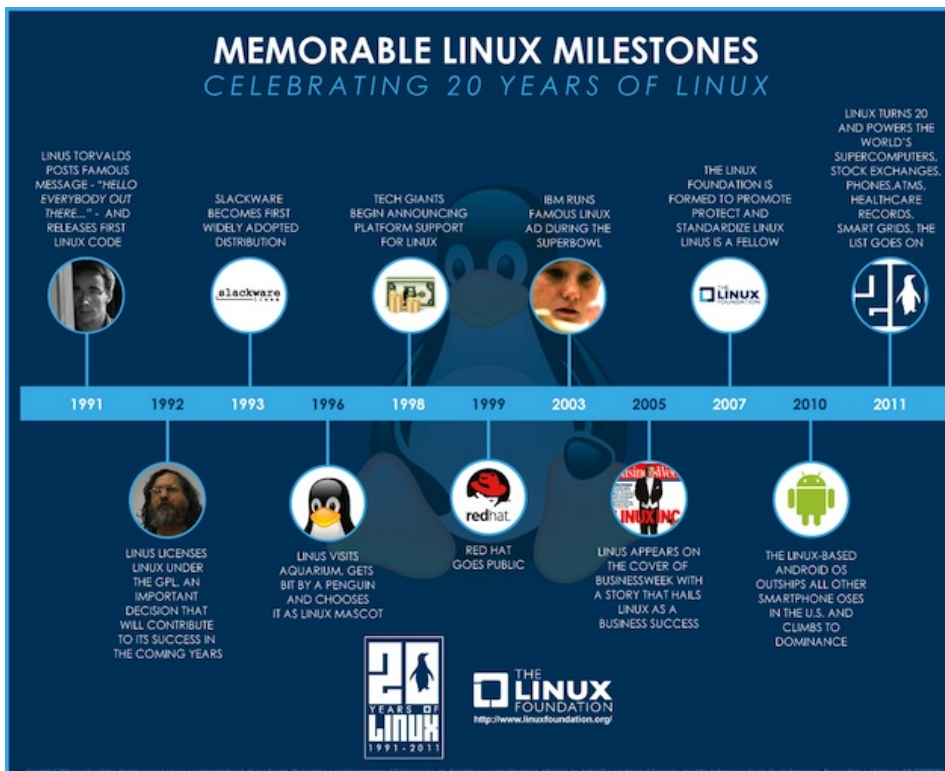 MEMORABLE LINUX MILESTONES
CELEBRATING 20 YEARS OF LINUX
LINUS TORVALDS
POSTS FAMOUS
MESSAGE - "HELLO
EVERYBODY OUT
THERE..." - AND
RELEASES FIRST
LINUX CODE
SLACKWARE
BECOMES FIRST
WIDELY ADOPTED
DISTRIBUTION
slackware
linux
TECH GIANTS
BEGIN ANNOUNCING
PLATFORM SUPPORT
FOR LINUX
IBM RUNS
FAMOUS LINUX
AD DURING THE
SUPERBOWL
THE LINUX
FOUNDATION IS
FORMED TO PROMOTE
PROTECT AND
STANDARDIZE LINUX
LINUS IS A FELLOW
THE
LINUX
FOUNDATION
LINUX TURNS 20
AND POWERS THE
WORLD'S
SUPERCOMPUTERS,
STOCK EXCHANGES,
PHONES,ATMS,
HEALTHCARE
RECORDS,
SMART GRIDS, THE
LIST GOES ON
20
1991 1992 1993 1996 1998 1999 2003 2005 2007 2010 2011
LINUS LICENSES
LINUX UNDER
THE GPL, AN
IMPORTANT
DECISION THAT
WILL CONTRIBUTE
TO ITS SUCCESS IN
THE COMING YEARS
LINUS VISITS
AQUARIUM, GETS
BIT BY A PENGUIN
AND CHOOSES
IT AS LINUX MASCOT
redhat.
RED HAT
GOES PUBLIC
BusinessWeek
LINUX INC
LINUS APPEARS ON
THE COVER OF
BUSINESSWEEK WITH
A STORY THAT HAILS
LINUX AS A
BUSINESS SUCCESS
THE LINUX-BASED
ANDROID OS
OUTSHIPS ALL OTHER
SMARTPHONE OSES
IN THE U.S. AND
CLIMBS TO
DOMINANCE
20
YEARS OF
LINUX
1991-2011
THE
LINUX
FOUNDATION
http://www.linuxfoundation.org/